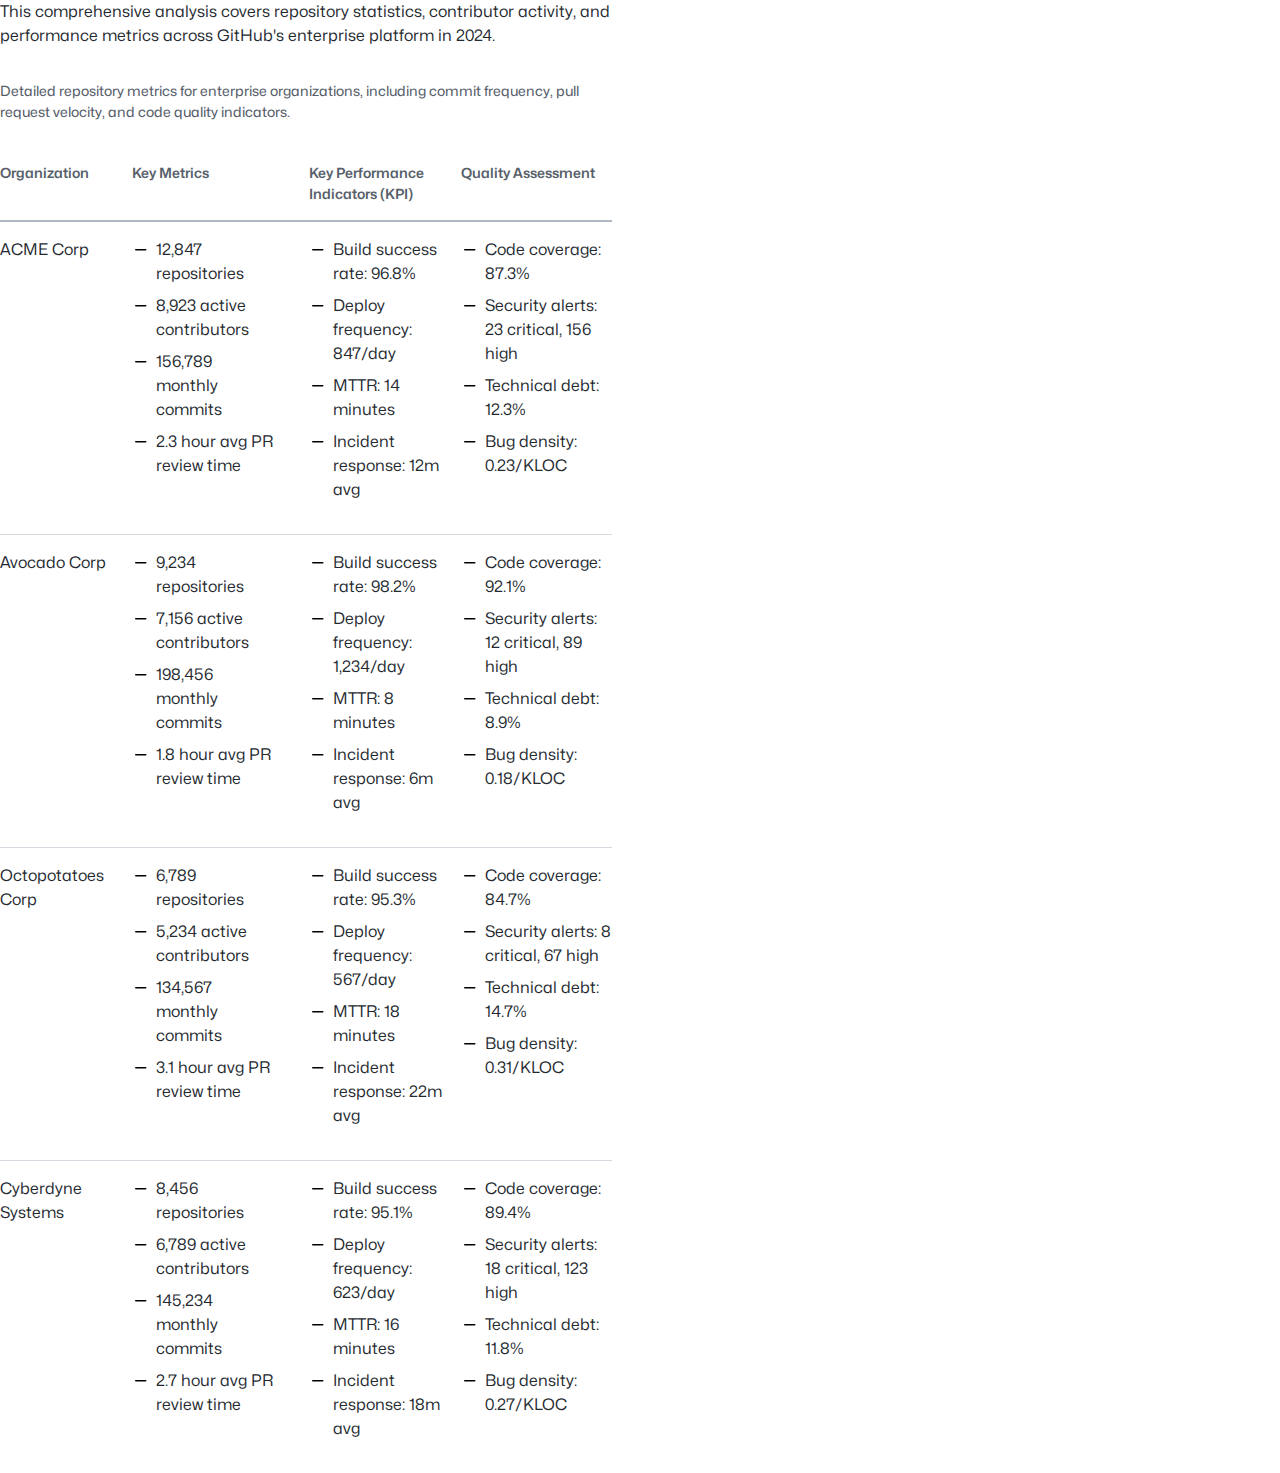 This comprehensive analysis covers repository statistics, contributor activity, and
performance metrics across GitHub's enterprise platform in 2024.
Detailed repository metrics for enterprise organizations, including commit frequency, pull
request velocity, and code quality indicators.
Organization
Key Metrics
Key Performance
Indicators (KPI)
Quality Assessment
ACME Corp
— 12,847
repositories
— 8,923 active
contributors
— 156,789
monthly
commits
— 2.3 hour avg PR
review time
— Build success
rate: 96.8%
— Deploy
frequency:
847/day
— MTTR: 14
minutes
— Incident
response: 12m
avg
— Code coverage:
87.3%
— Security alerts:
23 critical, 156
high
— Technical debt:
12.3%
— Bug density:
0.23/KLOC
Avocado Corp
— 9,234
repositories
— 7,156 active
contributors
— 198,456
monthly
commits
— 1.8 hour avg PR
review time
— Build success
rate: 98.2%
— Deploy
frequency:
1,234/day
— MTTR: 8
minutes
— Incident
response: 6m
avg
— Code coverage:
92.1%
— Security alerts:
12 critical, 89
high
— Technical debt:
8.9%
— Bug density:
0.18/KLOC
Octopotatoes
Corp
— 6,789
repositories
— 5,234 active
contributors
— 134,567
monthly
commits
— 3.1 hour avg PR
review time
— Build success
rate: 95.3%
— Deploy
frequency:
567/day
— MTTR: 18
minutes
— Incident
response: 22m
avg
— Code coverage:
84.7%
— Security alerts: 8
critical, 67 high
— Technical debt:
14.7%
— Bug density:
0.31/KLOC
Cyberdyne
Systems
— 8,456
repositories
— 6,789 active
contributors
— 145,234
monthly
commits
— 2.7 hour avg PR
review time
— Build success
rate: 95.1%
— Deploy
frequency:
623/day
— MTTR: 16
minutes
— Incident
response: 18m
avg
— Code coverage:
89.4%
— Security alerts:
18 critical, 123
high
— Technical debt:
11.8%
— Bug density:
0.27/KLOC